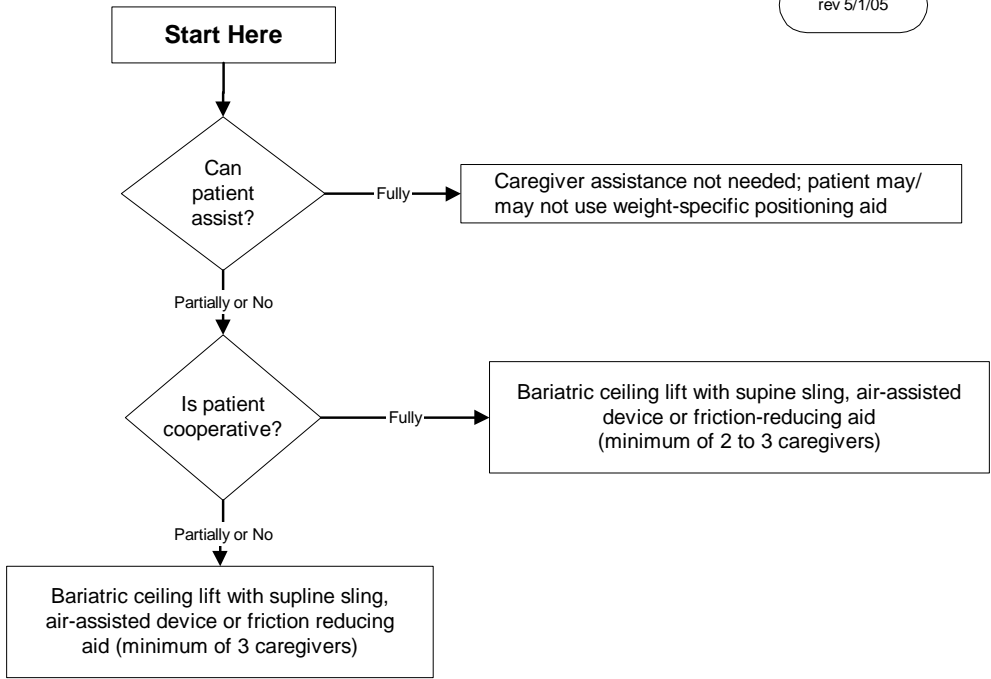 rev 5/1/05
Start Here
Can
patient
assist?
Fully
Caregiver assistance not needed; patient may/
may not use weight-specific positioning aid
Partially or No
Is patient
cooperative?
Fully
Bariatric ceiling lift with supine sling, air-assisted
device or friction-reducing aid
(minimum of 2 to 3 caregivers)
Partially or No
Bariatric ceiling lift with supline sling,
air-assisted device or friction reducing
aid (minimum of 3 caregivers)